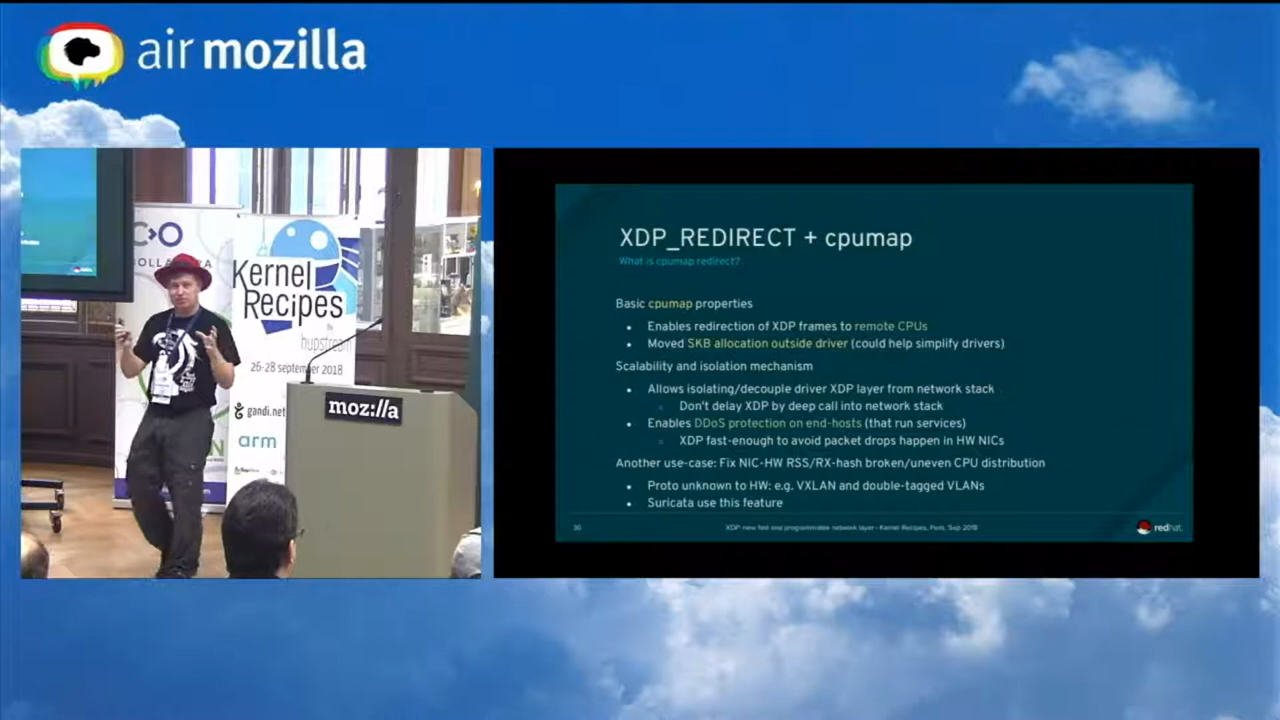 air mozilla
C>O
Kernel
Recipes
by
hupstream
26-28 september 2018
gandi.net
arm
moz://a
XDP_REDIRECT + cpumap
What is cpumap redirect?
Basic cpumap properties
• Enables redirection of XDP frames to remote CPUs
• Moved SKB allocation outside driver (could help simplify drivers)
Scalability and isolation mechanism
• Allows isolating/decouple driver XDP layer from network stack
○ Don't delay XDP by deep call into network stack
• Enables DDoS protection on end-hosts (that run services)
○ XDP fast-enough to avoid packet drops happen in HW NICs
Another use-case: Fix NIC-HW RSS/RX-hash broken/uneven CPU distribution
• Proto unknown to HW: e.g. VXLAN and double-tagged VLANs
• Suricata use this feature
30
XDP: new fast and programmable network layer - Kernel Recipes, Paris, Sep 2018
redhat.